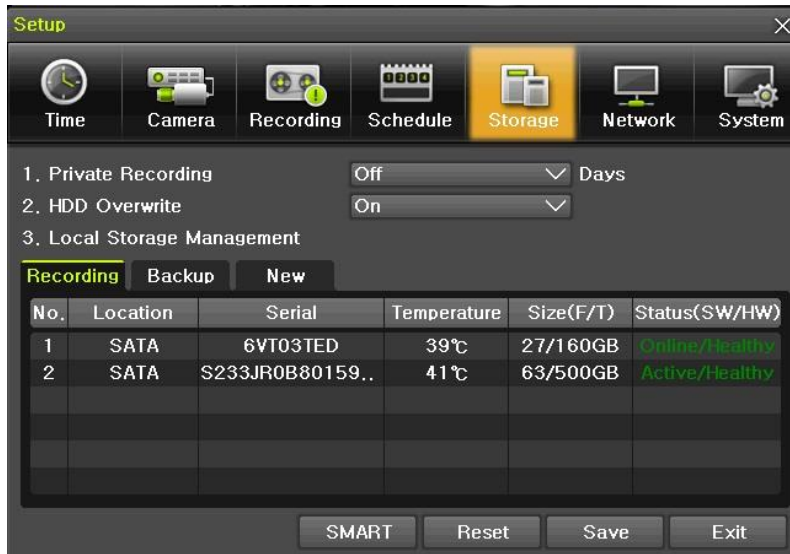 Setup
Time Camera Recording Schedule Storage Network System
1. Private Recording Off Days
2. HDD Overwrite On
3. Local Storage Management
Recording Backup New
No. Location Serial Temperature Size(F/T) Status(SW/HW)
1 SATA 6VT03TED 39℃ 27/160GB Online/Healthy
2 SATA S233JR0B80159.. 41℃ 63/500GB Active/Healthy
SMART Reset Save Exit